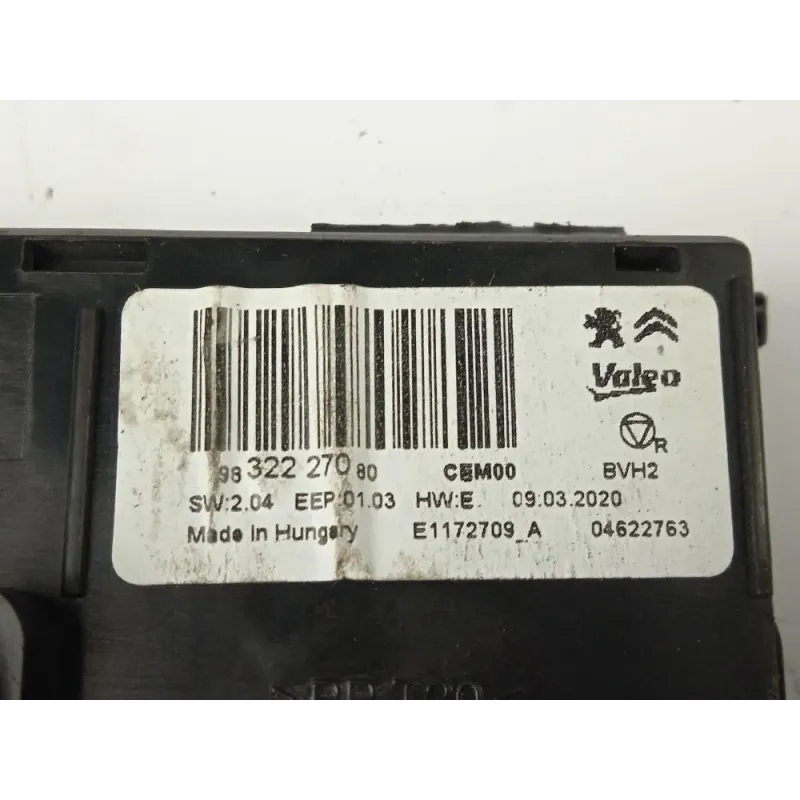 Valeo
R
98 322 270 80 CEM00 BVH2
SW:2.04 EEP:01.03 HW:E 09.03.2020
Made In Hungary E1172709_A 04622763